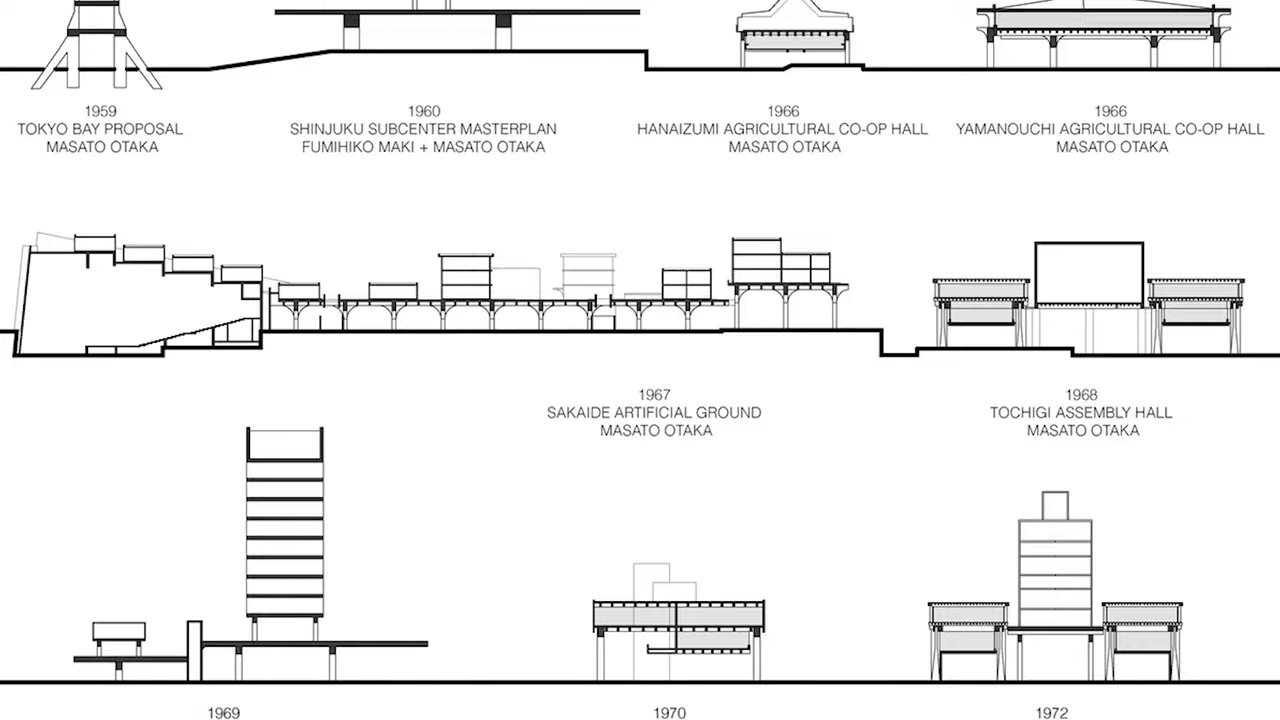 1959
TOKYO BAY PROPOSAL
MASATO OTAKA
1960
SHINJUKU SUBCENTER MASTERPLAN
FUMIHIKO MAKI + MASATO OTAKA
1966
HANAIZUMI AGRICULTURAL CO-OP HALL
MASATO OTAKA
1966
YAMANOUCHI AGRICULTURAL CO-OP HALL
MASATO OTAKA
1967
SAKAIDE ARTIFICIAL GROUND
MASATO OTAKA
1968
TOCHIGI ASSEMBLY HALL
MASATO OTAKA
1969
1970
1972